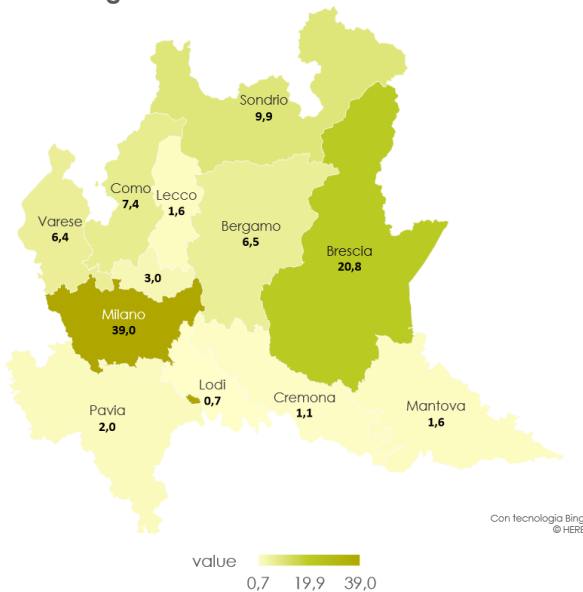 Sondrio
9,9
Como
7,4
Lecco
1,6
Varese
6,4
Bergamo
6,5
Brescia
20,8
3,0
Milano
39,0
Lodi
0,7
Cremona
1,1
Mantova
1,6
Pavia
2,0
Con tecnologia Bing
© HERE
value
0,7 19,9 39,0